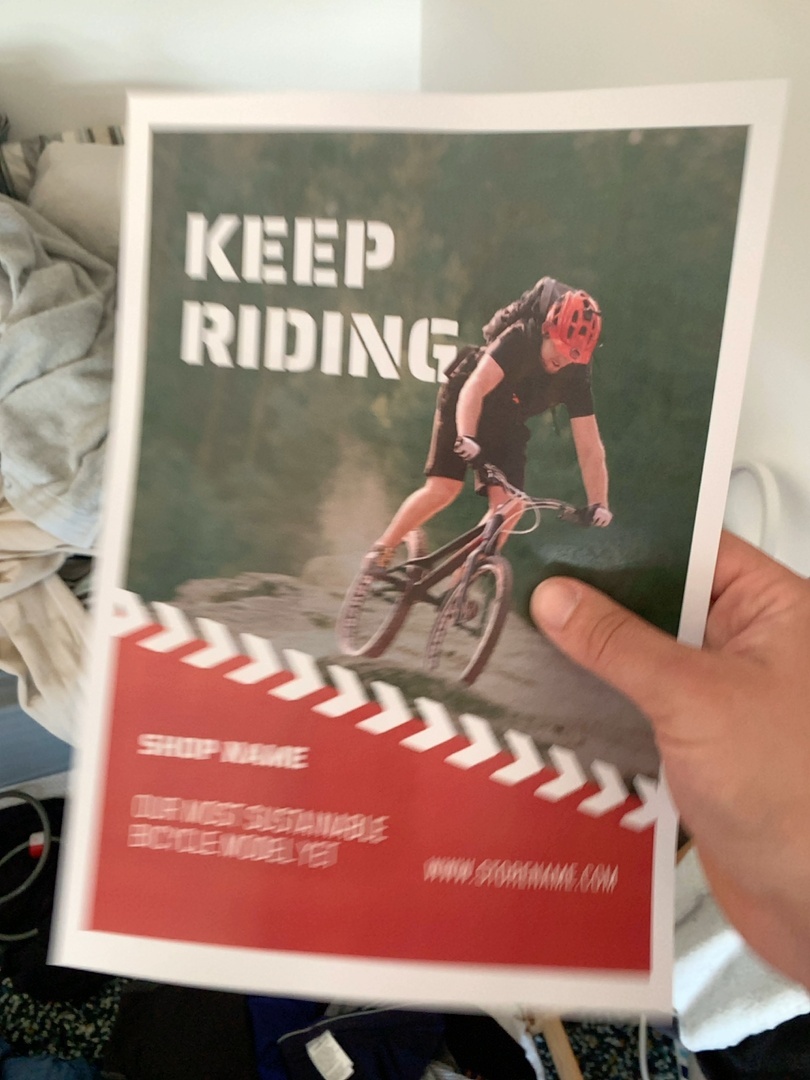 KEEP
RIDING
SHOP NAME
OUR MOST SUSTAINABLE
BICYCLE MODEL YET
WWW.STORENAME.COM